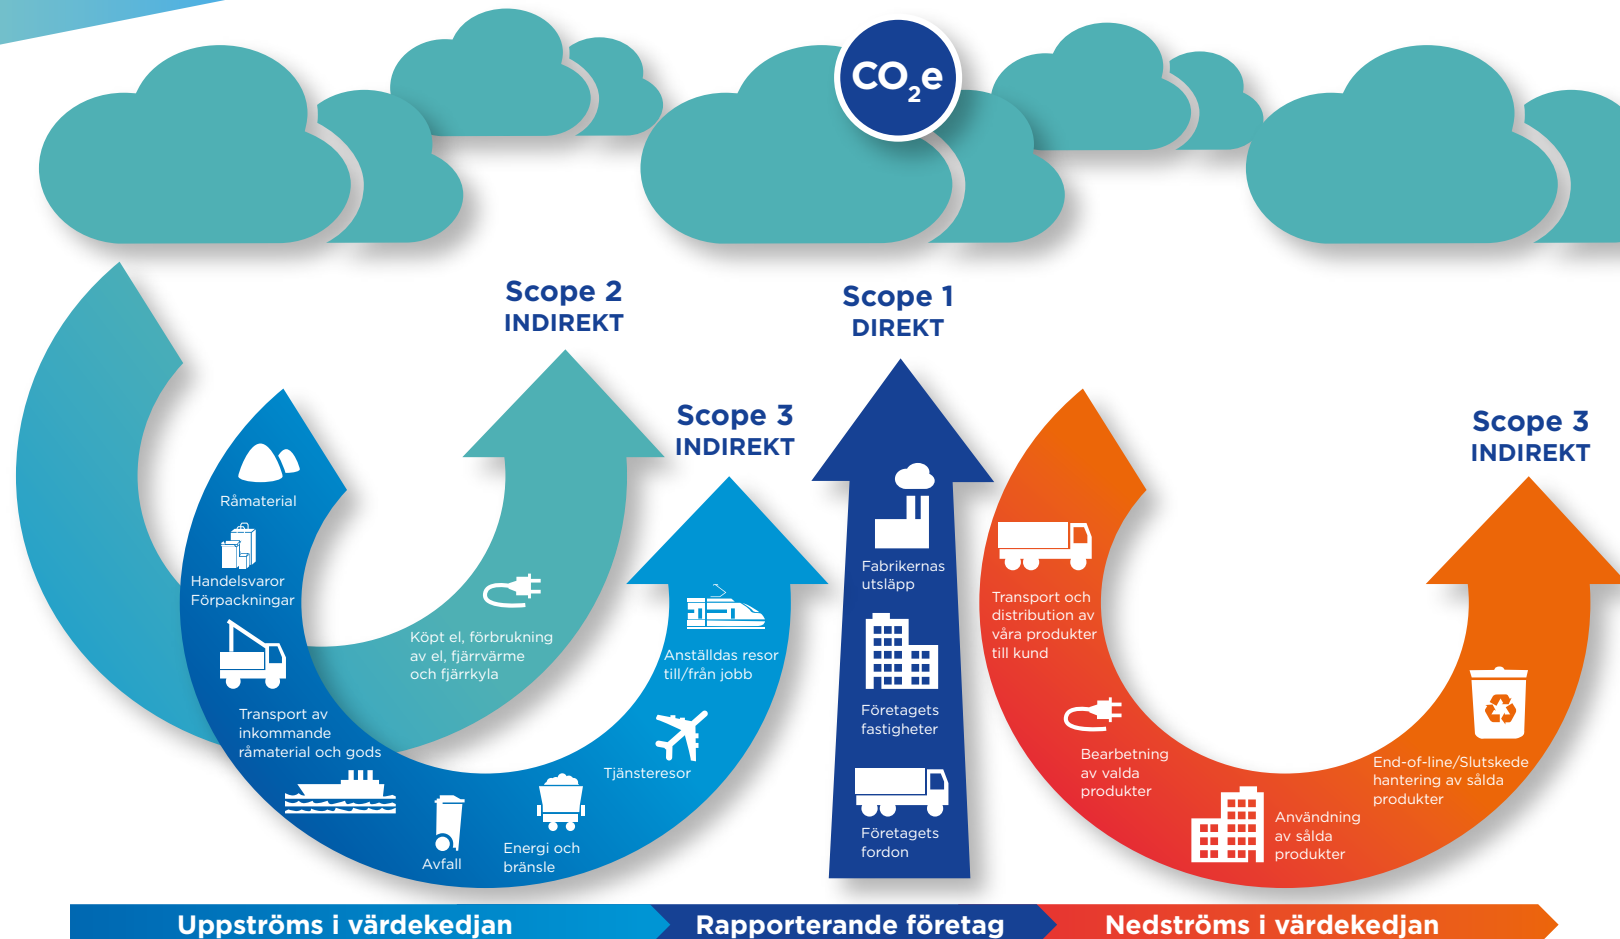 CO2e
Scope 2
INDIREKT
Köpt el, förbrukning
av el, fjärrvärme
och fjärrkyla
Scope 3
INDIREKT
Råmaterial
Handelsvaror
Förpackningar
Transport av
inkommande
råmaterial och gods
Avfall
Energi och
bränsle
Tjänsteresor
Anställdas resor
till/från jobb
Scope 1
DIREKT
Fabrikernas
utsläpp
Företagets
fastigheter
Företagets
fordon
Scope 3
INDIREKT
Transport och
distribution av
våra produkter
till kund
Bearbetning
av valda
produkter
Användning
av sålda
produkter
End-of-line/Slutskede
hantering av sålda
produkter
Uppströms i värdekedjan
Rapporterande företag
Nedströms i värdekedjan